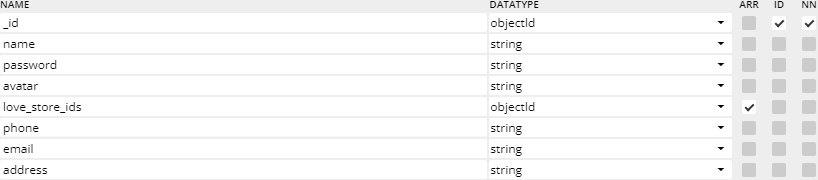 NAME DATATYPE ARR ID NN
_id objectId
name string
password string
avatar string
love_store_ids objectId
phone string
email string
address string